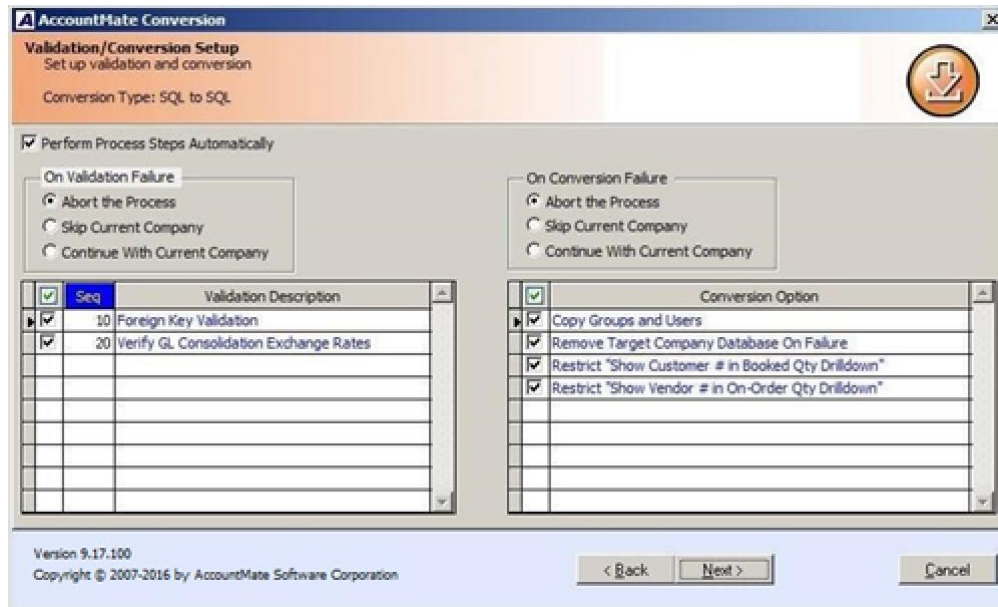 AccountMate Conversion
Validation/Conversion Setup
Set up validation and conversion
Conversion Type: SQL to SQL
Perform Process Steps Automatically
On Validation Failure
Abort the Process
Skip Current Company
Continue With Current Company
On Conversion Failure
Abort the Process
Skip Current Company
Continue With Current Company
Seq Validation Description
10 Foreign Key Validation
20 Verify GL Consolidation Exchange Rates
Conversion Option
Copy Groups and Users
Remove Target Company Database On Failure
Restrict "Show Customer # in Booked Qty Drilldown"
Restrict "Show Vendor # in On-Order Qty Drilldown"
Version 9.17.100
Copyright © 2007-2016 by AccountMate Software Corporation
< Back Next > Cancel